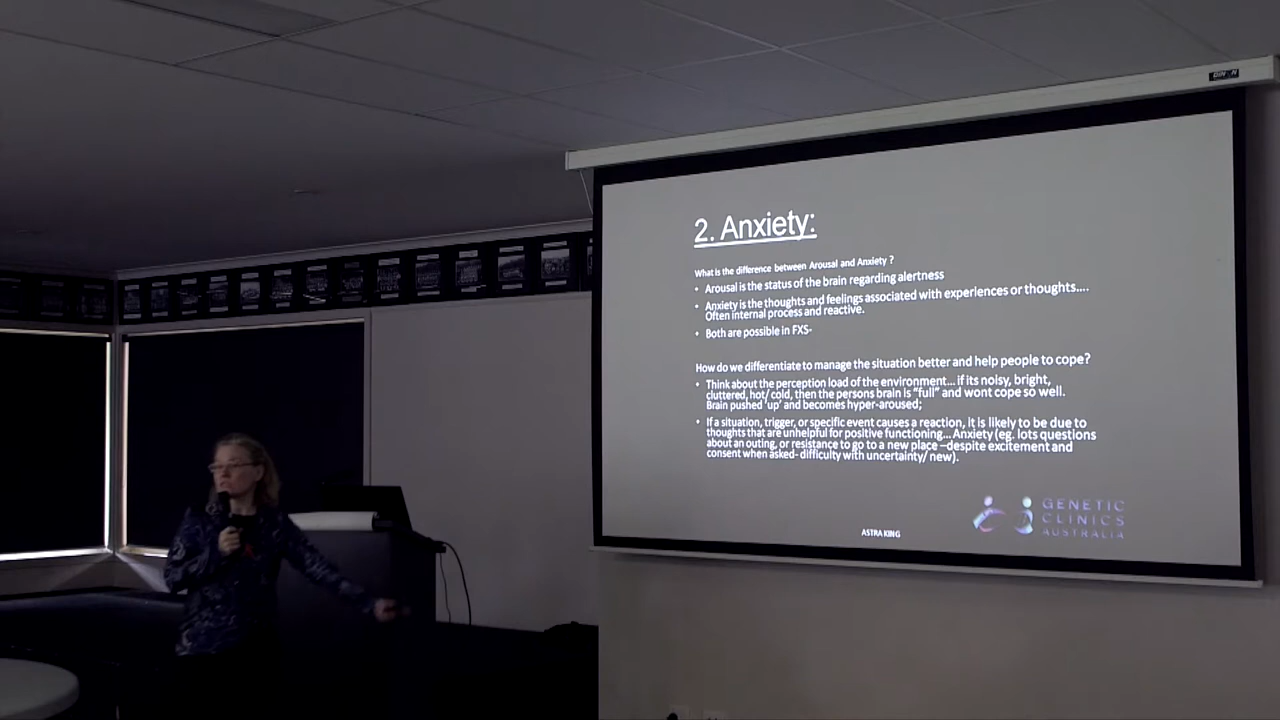 2. Anxiety:
What is the difference between Arousal and Anxiety ?
• Arousal is the status of the brain regarding alertness
• Anxiety is the thoughts and feelings associated with experiences or thoughts....
Often internal process and reactive.
• Both are possible in FXS-
How do we differentiate to manage the situation better and help people to cope?
• Think about the perception load of the environment... if its noisy, bright,
cluttered, hot/ cold, then the persons brain is "full" and wont cope so well.
Brain pushed 'up' and becomes hyper-aroused;
• If a situation, trigger, or specific event causes a reaction, it is likely to be due to
thoughts that are unhelpful for positive functioning... Anxiety (eg. lots questions
about an outing, or resistance to go to a new place –despite excitement and
consent when asked- difficulty with uncertainty/ new).
ASTRA KING
GENETIC
CLINICS
AUSTRALIA